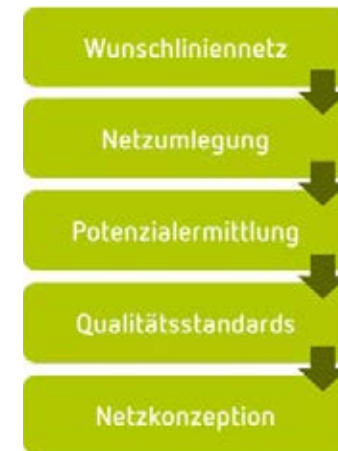 Wunschliniennetz
Netzumlegung
Potenzialermittlung
Qualitätsstandards
Netzkonzeption